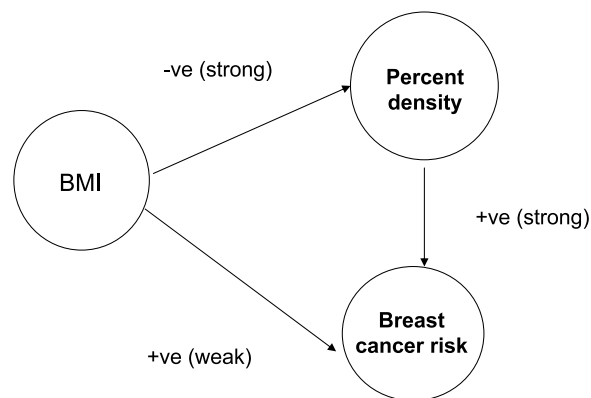 -ve (strong)
Percent
density
BMI
+ve (strong)
Breast
cancer risk
+ve (weak)